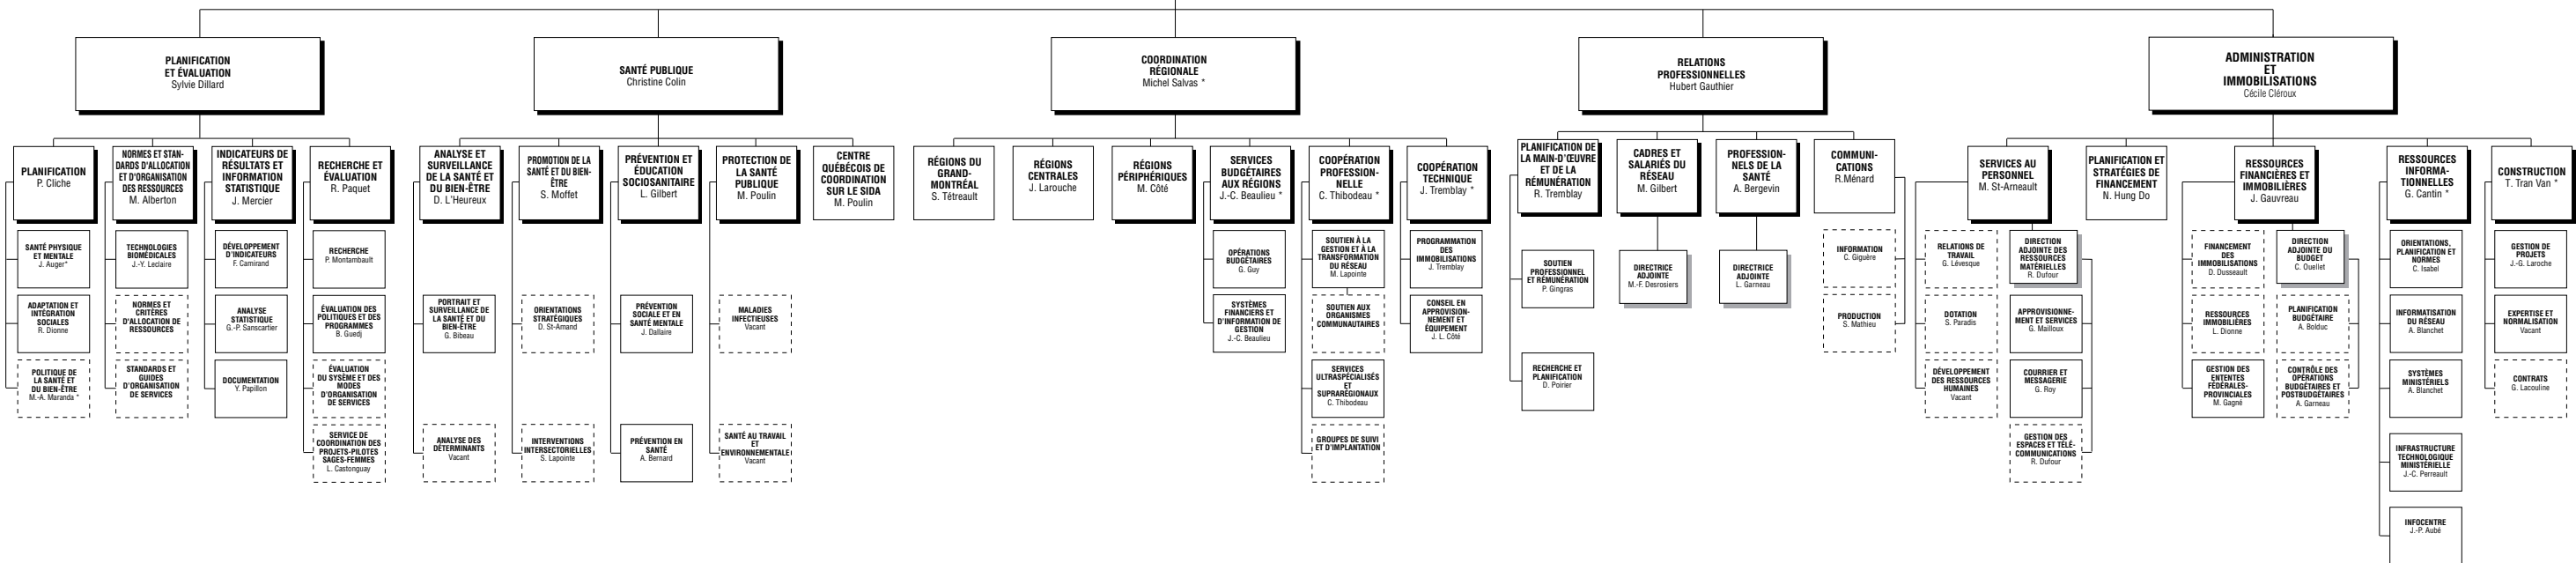 PLANIFICATION
ET ÉVALUATION
Sylvie Dillard
SANTÉ PUBLIQUE
Christine Colin
COORDINATION
RÉGIONALE
Michel Salvas *
RELATIONS
PROFESSIONNELLES
Hubert Gauthier
ADMINISTRATION
ET
IMMOBILISATIONS
Cécile Cléroux
PLANIFICATION
P. Cliche
NORMES ET STAN-
DARDS D'ALLOCATION
ET D'ORGANISATION
DES RESSOURCES
M. Alberton
INDICATEURS DE
RÉSULTATS ET
INFORMATION
STATISTIQUE
J. Mercier
RECHERCHE ET
ÉVALUATION
R. Paquet
ANALYSE ET
SURVEILLANCE
DE LA SANTÉ ET
DU BIEN-ÊTRE
D. L'Heureux
PROMOTION DE LA
SANTÉ ET DU BIEN-
ÊTRE
S. Moffet
PRÉVENTION ET
ÉDUCATION
SOCIOSANITAIRE
L. Gilbert
PROTECTION DE
LA SANTÉ
PUBLIQUE
M. Poulin
CENTRE
QUÉBÉCOIS DE
COORDINATION
SUR LE SIDA
M. Poulin
RÉGIONS DU
GRAND-
MONTRÉAL
S. Tétreault
RÉGIONS
CENTRALES
J. Larouche
RÉGIONS
PÉRIPHÉRIQUES
M. Côté
SERVICES
BUDGÉTAIRES
AUX RÉGIONS
J.-C. Beaulieu *
COOPÉRATION
PROFESSION-
NELLE
C. Thibodeau *
COOPÉRATION
TECHNIQUE
J. Tremblay *
PLANIFICATION DE
LA MAIN-D'ŒUVRE
ET DE LA
RÉMUNÉRATION
R. Tremblay
CADRES ET
SALARIÉS DU
RÉSEAU
M. Gilbert
PROFESSION-
NELS DE LA
SANTÉ
A. Bergevin
COMMUNI-
CATIONS
R.Ménard
SERVICES AU
PERSONNEL
M. St-Arneault
PLANIFICATION ET
STRATÉGIES DE
FINANCEMENT
N. Hung Do
RESSOURCES
FINANCIÈRES ET
IMMOBILIÈRES
J. Gauvreau
RESSOURCES
INFORMA-
TIONNELLES
G. Cantin *
CONSTRUCTION
T. Tran Van *
SANTÉ PHYSIQUE
ET MENTALE
J. Auger*
TECHNOLOGIES
BIOMÉDICALES
J.-Y. Leclaire
DÉVELOPPEMENT
D'INDICATEURS
F. Camirand
RECHERCHE
P. Montambault
OPÉRATIONS
BUDGÉTAIRES
G. Guy
SOUTIEN À LA
GESTION ET À LA
TRANSFORMATION
DU RÉSEAU
M. Lapointe
PROGRAMMATION
DES
IMMOBILISATIONS
J. Tremblay
SOUTIEN
PROFESSIONNEL
ET RÉMUNÉRATION
P. Gingras
DIRECTRICE
ADJOINTE
M.-F. Desrosiers
DIRECTRICE
ADJOINTE
L. Garneau
INFORMATION
C. Giguère
RELATIONS DE
TRAVAIL
G. Lévesque
DIRECTION
ADJOINTE DES
RESSOURCES
MATÉRIELLES
R. Dufour
FINANCEMENT
DES
IMMOBILISATIONS
D. Dusseault
DIRECTION
ADJOINTE DU
BUDGET
C. Ouellet
ORIENTATIONS,
PLANIFICATION ET
NORMES
C. Isabel
GESTION DE
PROJETS
J.-G. Laroche
ADAPTATION ET
INTÉGRATION
SOCIALES
R. Dionne
NORMES ET
CRITÈRES
D'ALLOCATION DE
RESSOURCES
ANALYSE
STATISTIQUE
G.-P. Sanscartier
ÉVALUATION DES
POLITIQUES ET DES
PROGRAMMES
B. Guedj
PORTRAIT ET
SURVEILLANCE DE
LA SANTÉ ET DU
BIEN-ÊTRE
G. Bibeau
ORIENTATIONS
STRATÉGIQUES
D. St-Amand
PRÉVENTION
SOCIALE ET EN
SANTÉ MENTALE
J. Dallaire
MALADIES
INFECTIEUSES
Vacant
SYSTÈMES
FINANCIERS ET
D'INFORMATION DE
GESTION
J.-C. Beaulieu
SOUTIEN AUX
ORGANISMES
COMMUNAUTAIRES
CONSEIL EN
APPROVISION-
NEMENT ET
ÉQUIPEMENT
J. L. Côté
PRODUCTION
S. Mathieu
DOTATION
S. Paradis
APPROVISIONNE-
MENT ET SERVICES
G. Mailloux
RESSOURCES
IMMOBILIÈRES
L. Dionne
PLANIFICATION
BUDGÉTAIRE
A. Bolduc
INFORMATISATION
DU RÉSEAU
A. Blanchet
EXPERTISE ET
NORMALISATION
Vacant
POLITIQUE DE
LA SANTÉ ET
DU BIEN-ÊTRE
M.-A. Maranda *
STANDARDS ET
GUIDES
D'ORGANISATION
DE SERVICES
DOCUMENTATION
Y. Papillon
ÉVALUATION
DU SYSÈME ET DES
MODES
D'ORGANISATION
DE SERVICES
SERVICES
ULTRASPÉCIALISÉS
ET
SUPRARÉGIONAUX
C. Thibodeau
RECHERCHE ET
PLANIFICATION
D. Poirier
DÉVELOPPEMENT
DES RESSOURCES
HUMAINES
Vacant
COURRIER ET
MESSAGERIE
G. Roy
GESTION DES
ENTENTES
FÉDÉRALES-
PROVINCIALES
M. Gagné
CONTRÔLE DES
OPÉRATIONS
BUDGÉTAIRES ET
POSTBUDGÉTAIRES
A. Garneau
SYSTÈMES
MINISTÉRIELS
A. Blanchet
CONTRATS
G. Lacouline
SERVICE DE
COORDINATION DES
PROJETS-PILOTES
SAGES-FEMMES
L. Castonguay
ANALYSE DES
DÉTERMINANTS
Vacant
INTERVENTIONS
INTERSECTORIELLES
S. Lapointe
PRÉVENTION EN
SANTÉ
A. Bernard
SANTÉ AU TRAVAIL
ET
ENVIRONNEMENTALE
Vacant
GROUPES DE SUIVI
ET D'IMPLANTATION
GESTION DES
ESPACES ET TÉLÉ-
COMMUNICATIONS
R. Dufour
INFRASTRUCTURE
TECHNOLOGIQUE
MINISTÉRIELLE
J.-C. Perreault
INFOCENTRE
J.-P. Aubé